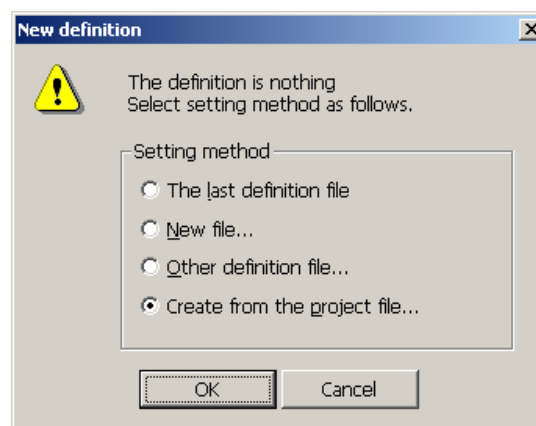 New definition
The definition is nothing
Select setting method as follows.
Setting method
The last definition file
New file...
Other definition file...
Create from the project file...
OK
Cancel